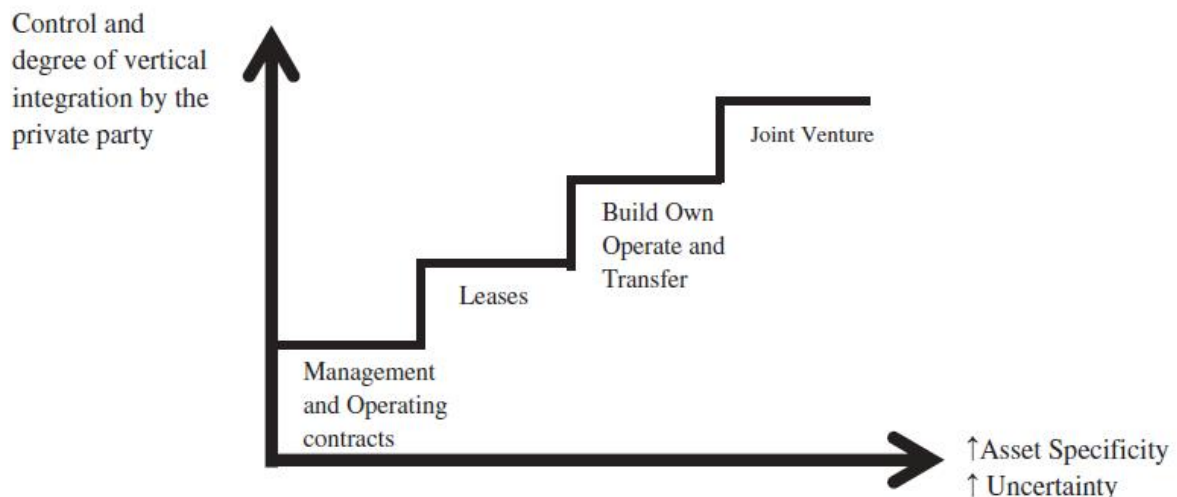 Control and
degree of vertical
integration by the
private party
Joint Venture
Build Own
Operate and
Transfer
Leases
Management
and Operating
contracts
↑Asset Specificity
↑ Uncertainty